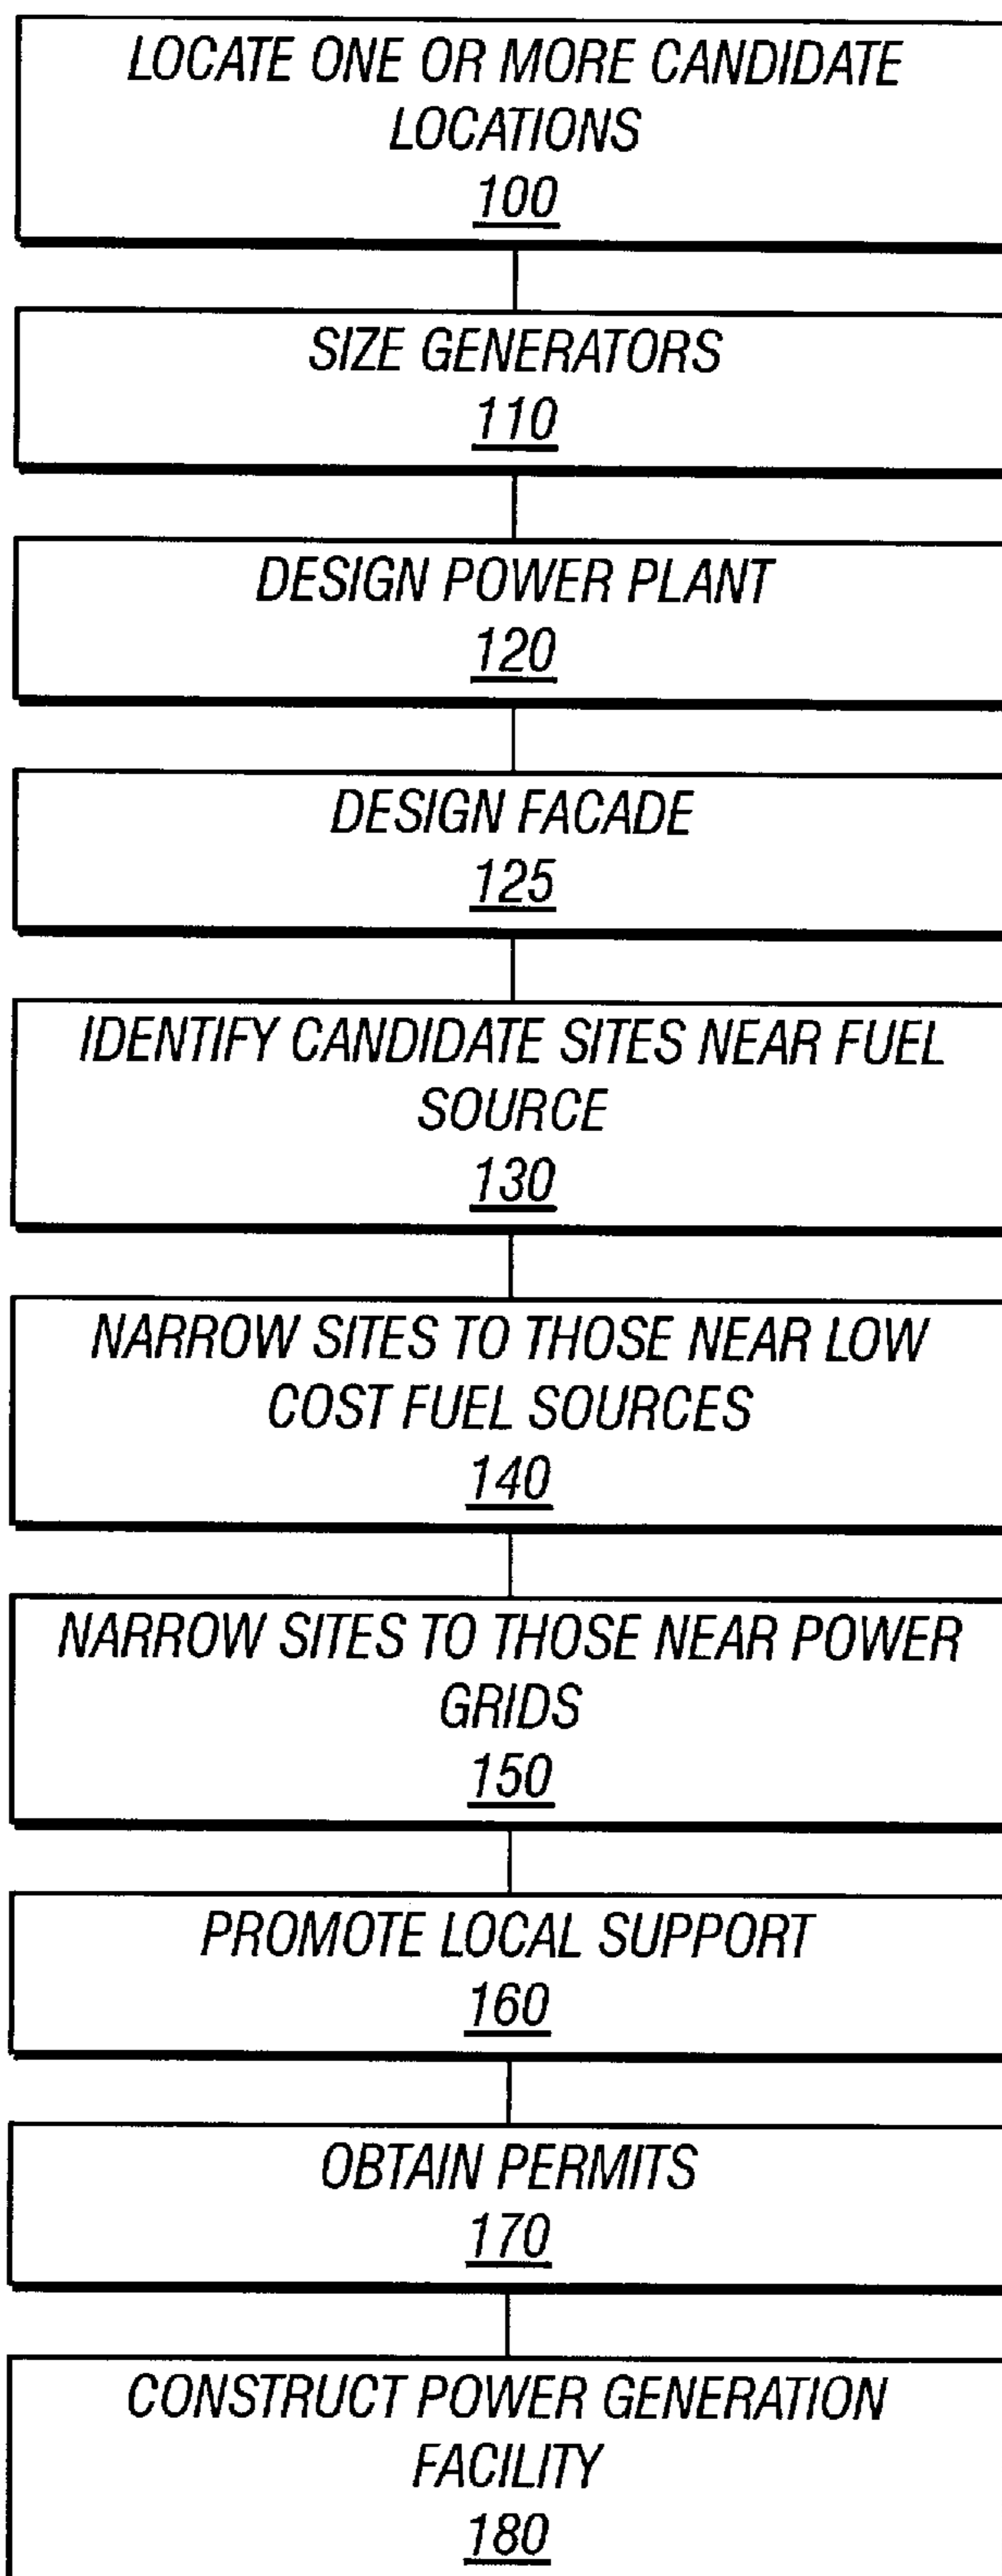 LOCATE ONE OR MORE CANDIDATE
LOCATIONS
100
SIZE GENERATORS
110
DESIGN POWER PLANT
120
DESIGN FACADE
125
IDENTIFY CANDIDATE SITES NEAR FUEL
SOURCE
130
NARROW SITES TO THOSE NEAR LOW
COST FUEL SOURCES
140
NARROW SITES TO THOSE NEAR POWER
GRIDS
150
PROMOTE LOCAL SUPPORT
160
OBTAIN PERMITS
170
CONSTRUCT POWER GENERATION
FACILITY
180